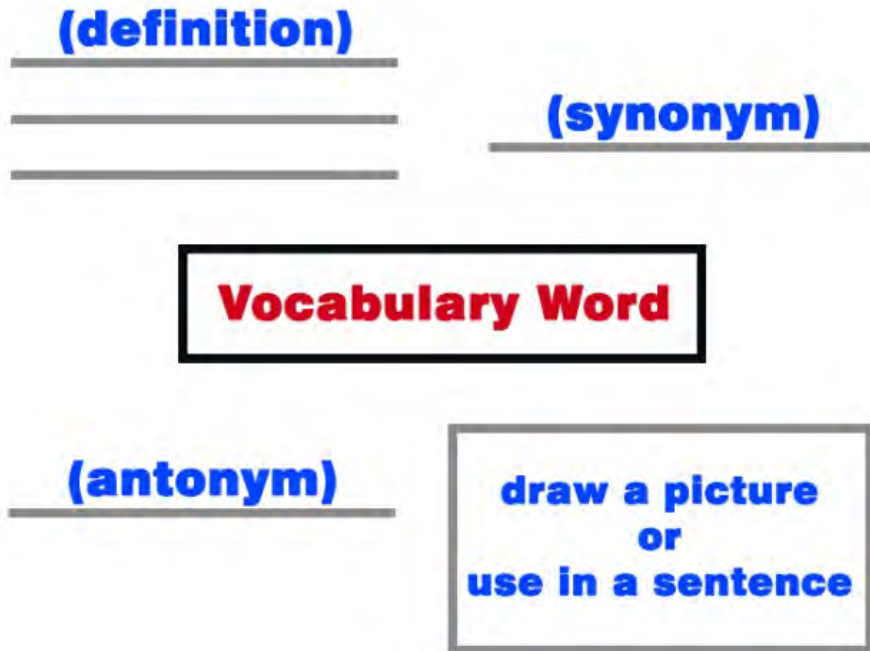 (definition)
(synonym)
Vocabulary Word
(antonym)
draw a picture
or
use in a sentence